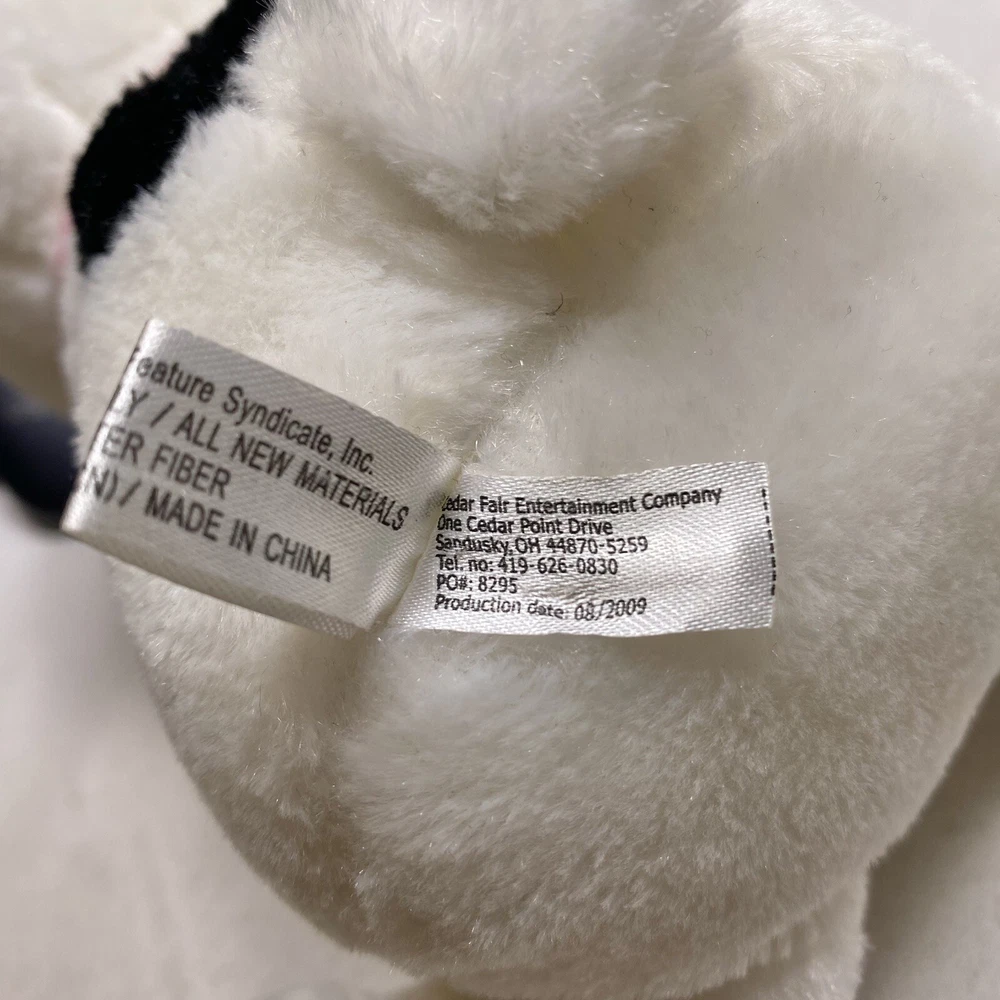 eature Syndicate, Inc.
Y / ALL NEW MATERIALS
ER FIBER
N) / MADE IN CHINA
Cedar Fair Entertainment Company
One Cedar Point Drive
Sandusky, OH 44870-5259
Tel. no: 419-626-0830
PO#: 8295
Production date: 08/2009